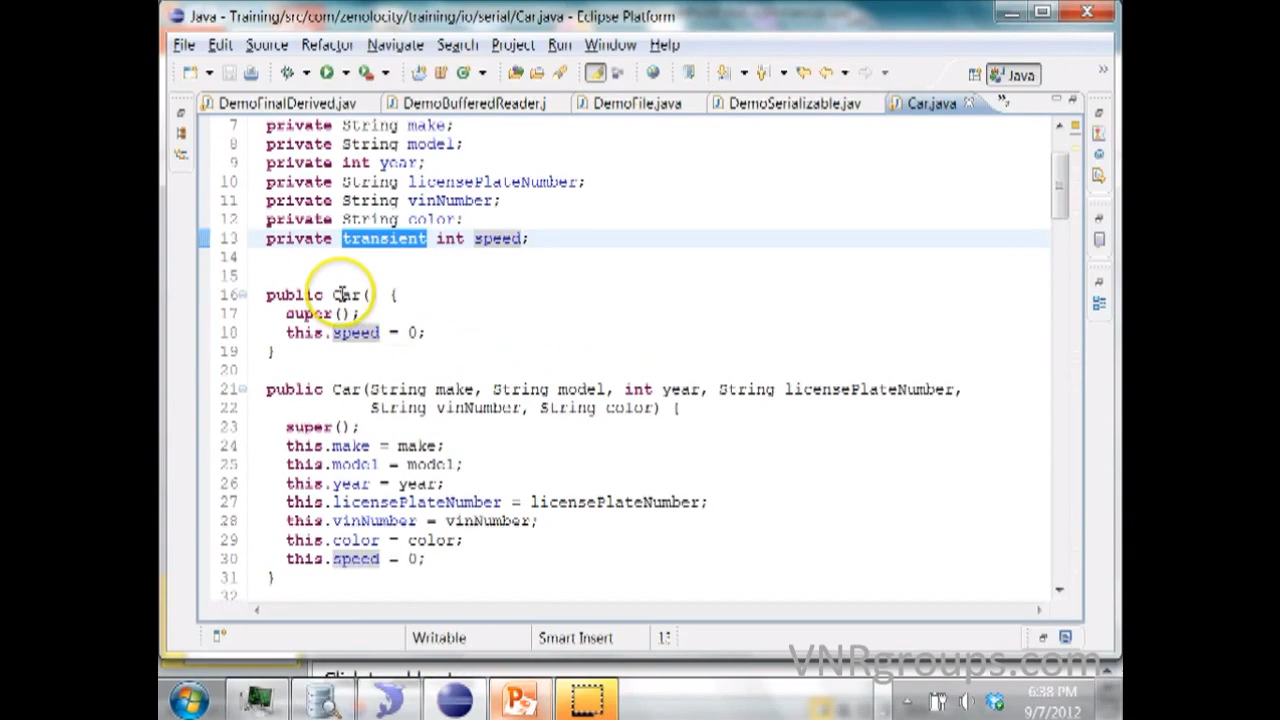 Java - Training/src/com/zenolocity/training/io/serial/Car.java - Eclipse Platform
File Edit Source Refactor Navigate Search Project Run Window Help
Java
DemoFinalDerived.jav DemoBufferedReader.j DemoFile.java DemoSerializable.jav Car.java
7 private String make;
8 private String model;
9 private int year;
10 private String licensePlateNumber;
11 private String vinNumber;
12 private String color;
13 private transient int speed;
14
15
16 public Car( {
17 super();
18 this.speed = 0;
19 }
20
21 public Car(String make, String model, int year, String licensePlateNumber,
22 String vinNumber, String color) {
23 super();
24 this.make = make;
25 this.model = model;
26 this.year = year;
27 this.licensePlateNumber = licensePlateNumber;
28 this.vinNumber = vinNumber;
29 this.color = color;
30 this.speed = 0;
31 }
32
Writable Smart Insert
VNRgroups.com
6:38 PM
9/7/2012